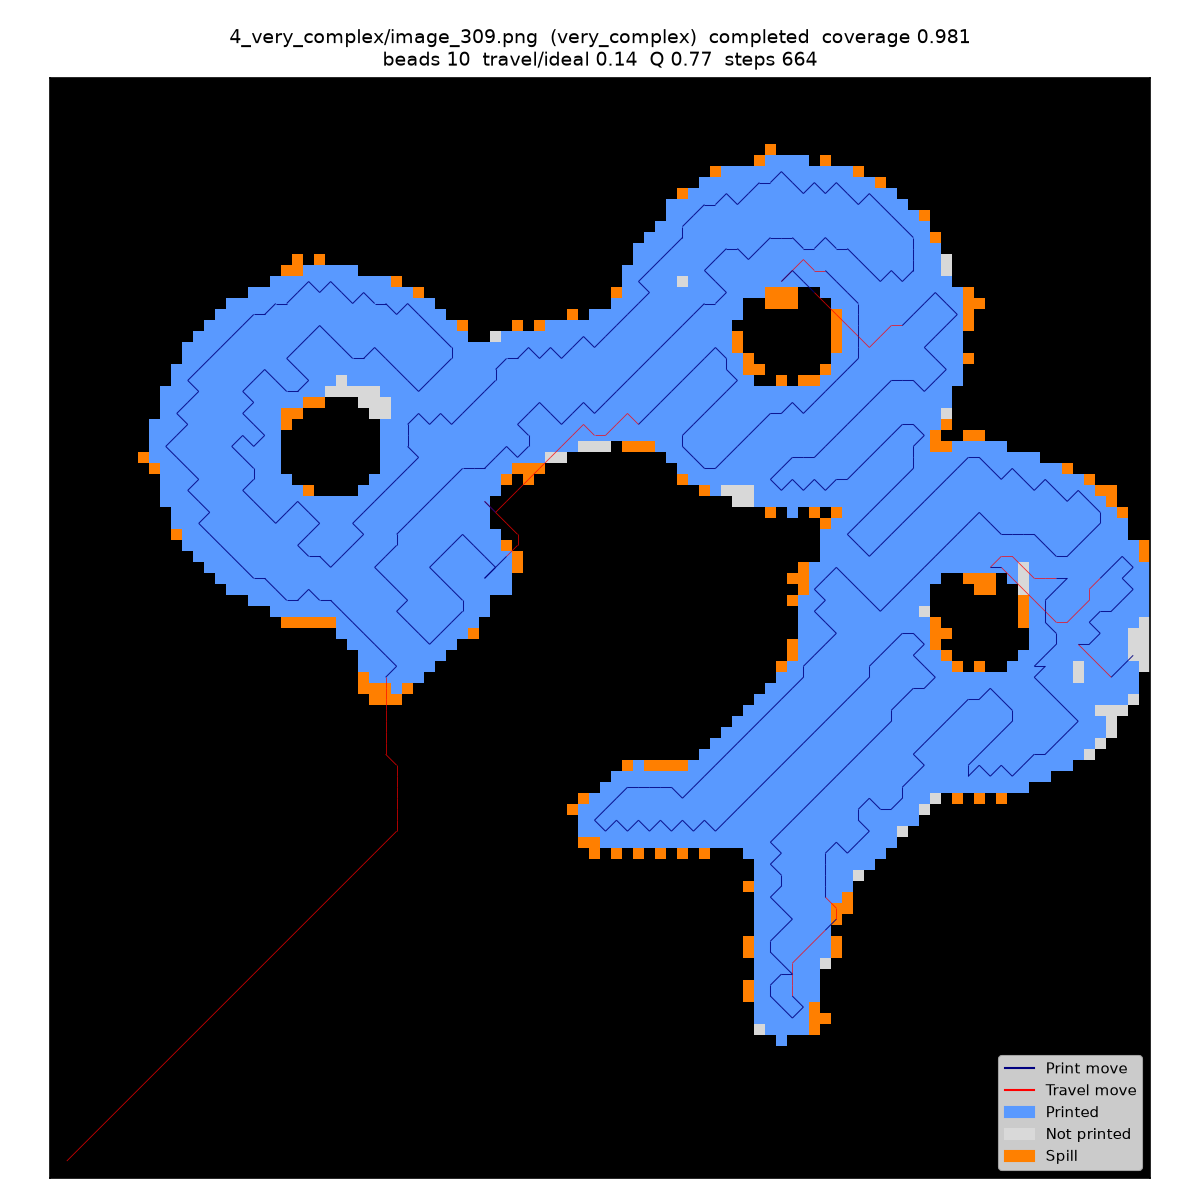 4_very_complex/image_309.png  (very_complex)  completed  coverage 0.981
beads 10  travel/ideal 0.14  Q 0.77  steps 664
Print move
Travel move
Printed
Not printed
Spill